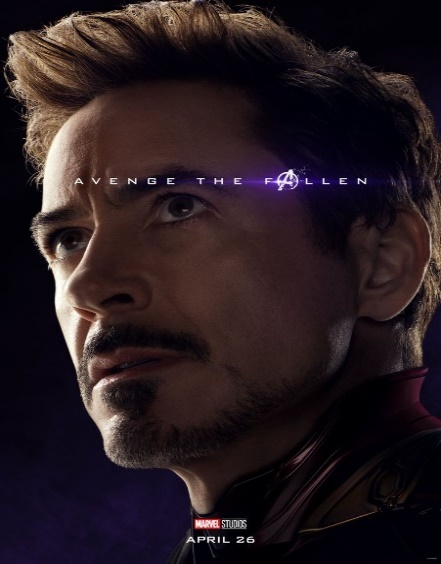 AVENGE THE FALLEN
MARVEL STUDIOS
APRIL 26